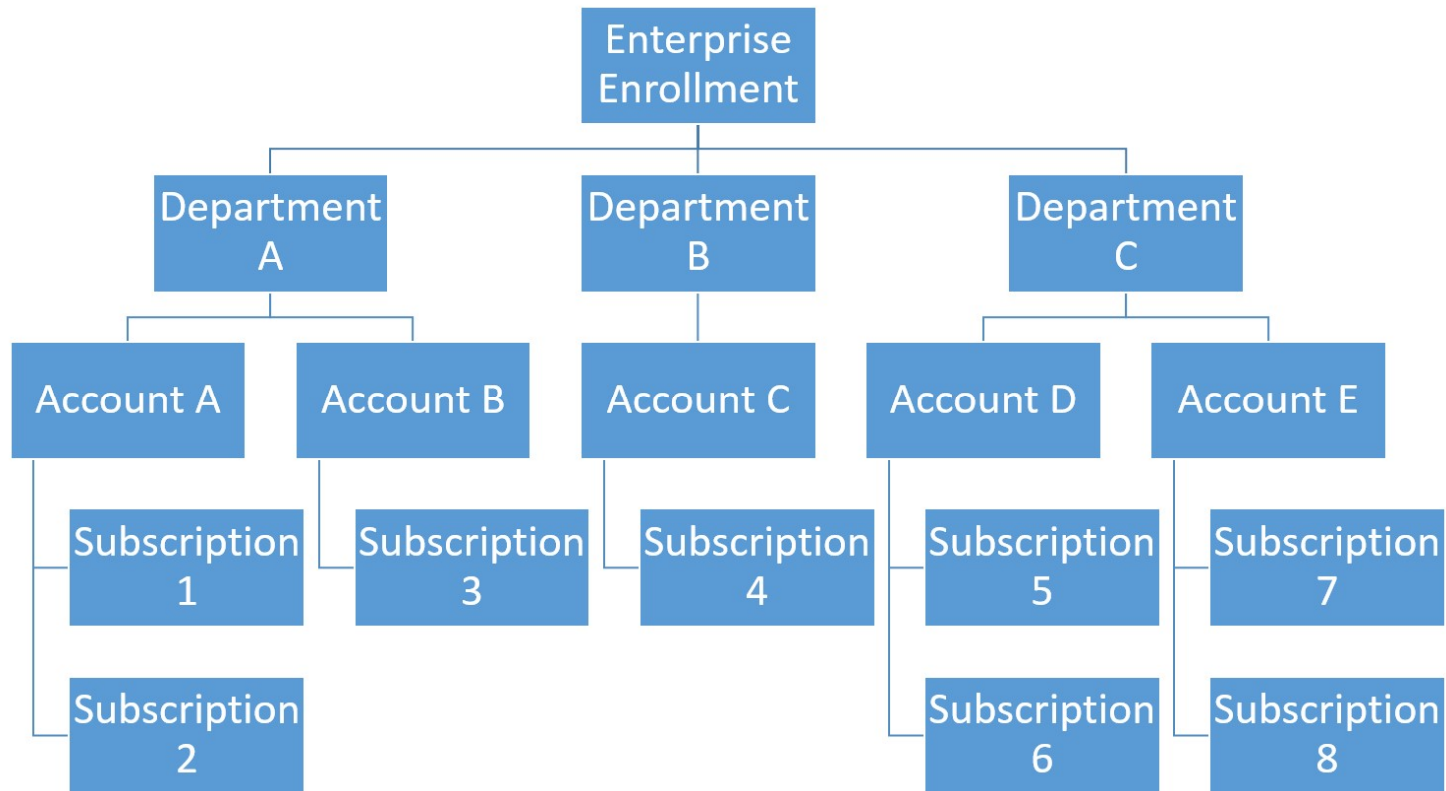 Enterprise
Enrollment
Department
A
Department
B
Department
C
Account A
Account B
Account C
Account D
Account E
Subscription
1
Subscription
3
Subscription
4
Subscription
5
Subscription
7
Subscription
2
Subscription
6
Subscription
8